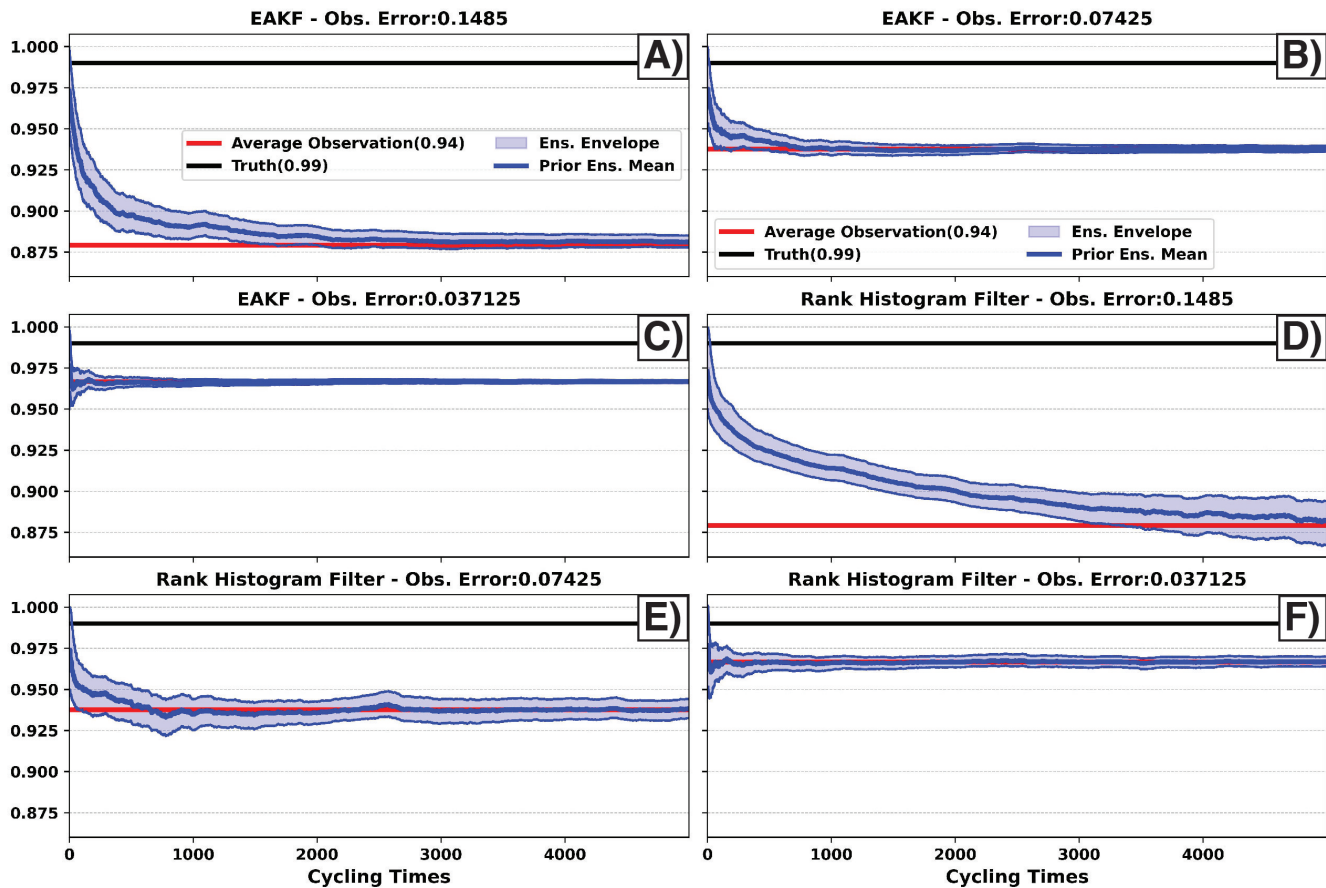 EAKF - Obs. Error:0.1485
EAKF - Obs. Error:0.07425
1.000
0.975
0.950
0.925
0.900
0.875
A)
Average Observation(0.94)
Truth(0.99)
Ens. Envelope
Prior Ens. Mean
B)
Average Observation(0.94)
Truth(0.99)
Ens. Envelope
Prior Ens. Mean
EAKF - Obs. Error:0.037125
Rank Histogram Filter - Obs. Error:0.1485
1.000
0.975
0.950
0.925
0.900
0.875
C)
D)
Rank Histogram Filter - Obs. Error:0.07425
Rank Histogram Filter - Obs. Error:0.037125
1.000
0.975
0.950
0.925
0.900
0.875
E)
F)
0 1000 2000 3000 4000
0 1000 2000 3000 4000
Cycling Times
Cycling Times